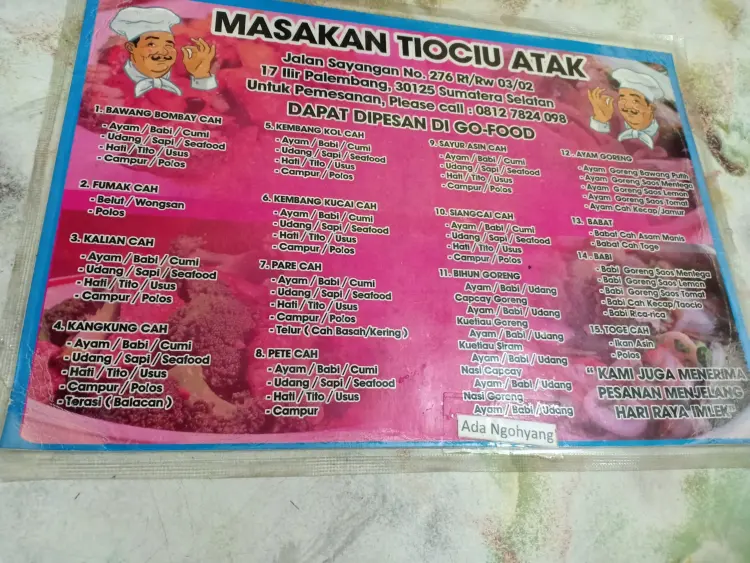 MASAKAN TIOCIU ATAK
Jalan Sayangan No. 276 Rt/Rw 03/02
17 Ilir Palembang, 30125 Sumatera Selatan
Untuk Pemesanan, Please call : 0812 7824 098
DAPAT DIPESAN DI GO-FOOD
1. BAWANG BOMBAY CAH
- Ayam / Babi / Cumi
- Udang / Sapi / Seafood
- Hati / Tito / Usus
- Campur / Polos
2. FUMAK CAH
- Belut / Wongsan
- Polos
3. KALIAN CAH
- Ayam / Babi / Cumi
- Udang / Sapi / Seafood
- Hati / Tito / Usus
- Campur / Polos
4. KANGKUNG CAH
- Ayam / Babi / Cumi
- Udang / Sapi / Seafood
- Hati / Tito / Usus
- Campur / Polos
- Terasi ( Balacan )
5. KEMBANG KOL CAH
- Ayam / Babi / Cumi
- Udang / Sapi / Seafood
- Hati / Tito / Usus
- Campur / Polos
6. KEMBANG KUCAI CAH
- Ayam / Babi / Cumi
- Udang / Sapi / Seafood
- Hati / Tito / Usus
- Campur / Polos
7. PARE CAH
- Ayam / Babi / Cumi
- Udang / Sapi / Seafood
- Hati / Tito / Usus
- Campur / Polos
- Telur ( Cah Basah/Kering )
8. PETE CAH
- Ayam / Babi / Cumi
- Udang / Sapi / Seafood
- Hati / Tito / Usus
- Campur
9. SAYUR ASIN CAH
- Ayam / Babi / Cumi
- Udang / Sapi / Seafood
- Hati / Tito / Usus
- Campur / Polos
10. SIANGCAI CAH
- Ayam / Babi / Cumi
- Udang / Sapi / Seafood
- Hati / Tito / Usus
- Campur / Polos
11. BIHUN GORENG
Ayam / Babi / Udang
Capcay Goreng
Ayam / Babi / Udang
Kuetiau Goreng
Ayam / Babi / Udang
Kuetiau Siram
Ayam / Babi / Udang
Nasi Capcay
Ayam / Babi / Udang
Nasi Goreng
Ayam / Babi / Udang
12. AYAM GORENG
- Ayam Goreng Bawang Putih
- Ayam Goreng Saos Mentega
- Ayam Goreng Saos Lemon
- Ayam Goreng Saos Tomat
- Ayam Cah Kecap/Jamur
13. BABAT
- Babat Cah Asam Manis
- Babat Cah Toge
14. BABI
- Babi Goreng Saos Mentega
- Babi Goreng Saos Lemon
- Babi Goreng Saos Tomat
- Babi Cah Kecap/Taocio
- Babi Rica-rica
15. TOGE CAH
- Ikan Asin
- Polos
" KAMI JUGA MENERIMA
PESANAN MENJELANG
HARI RAYA 'IMLEK"
Ada Ngohyang